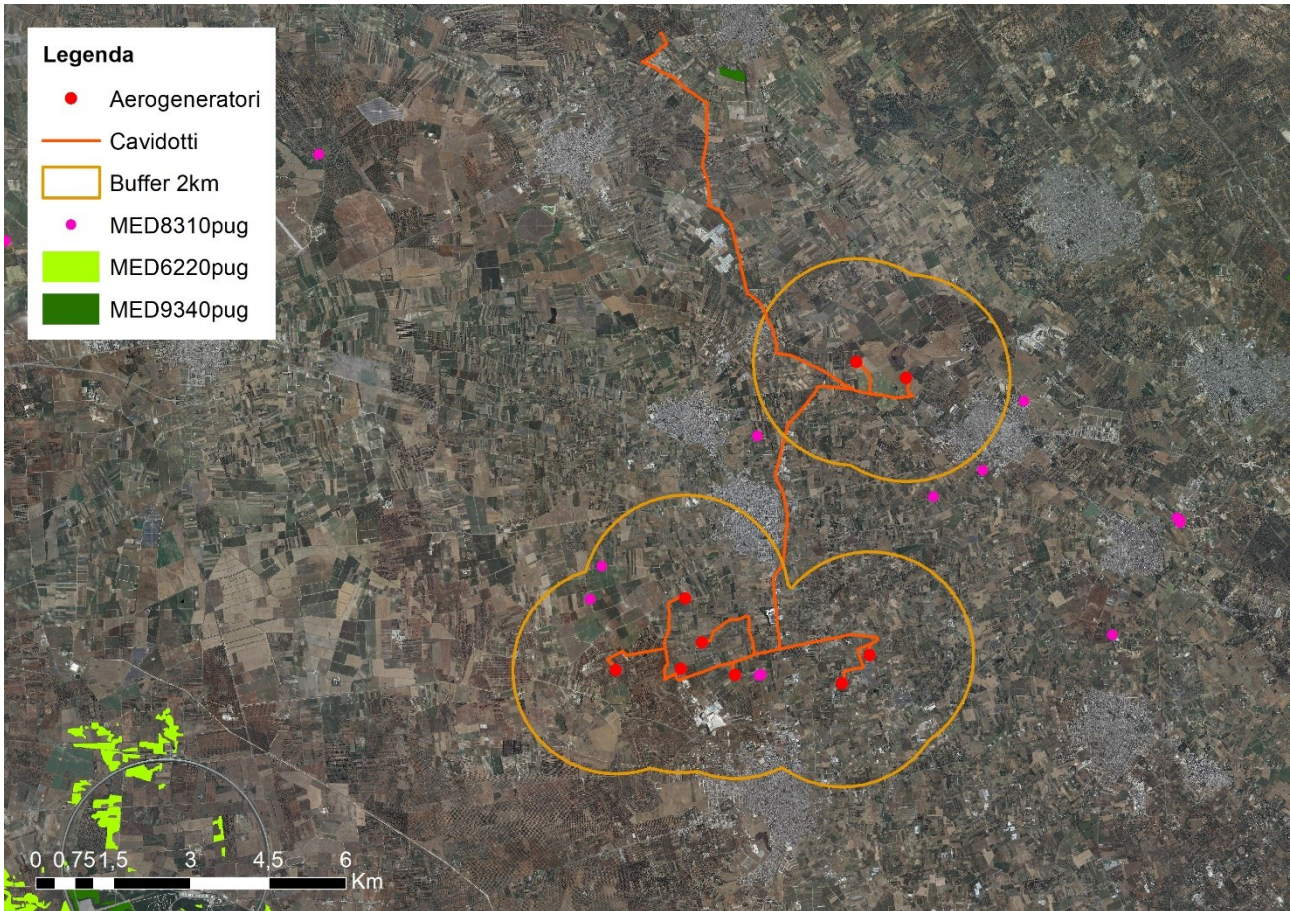 Legenda
Aerogeneratori
Cavidotti
Buffer 2km
MED8310pug
MED6220pug
MED9340pug
0 0,75 1,5 3 4,5 6
Km